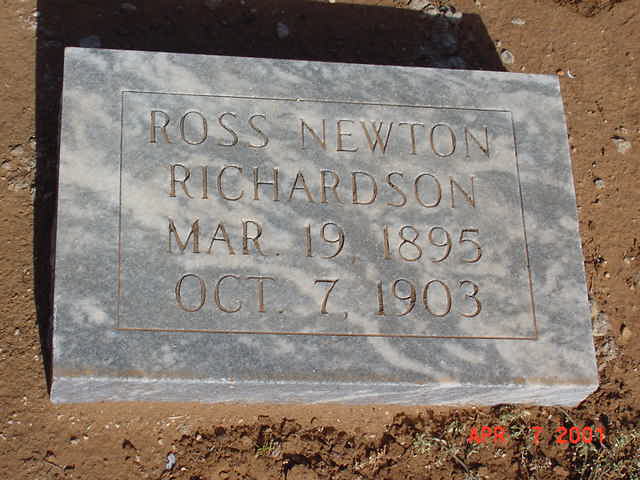 ROSS NEWTON
RICHARDSON
MAR. 19, 1895
OCT. 7, 1903
APR 7 2001